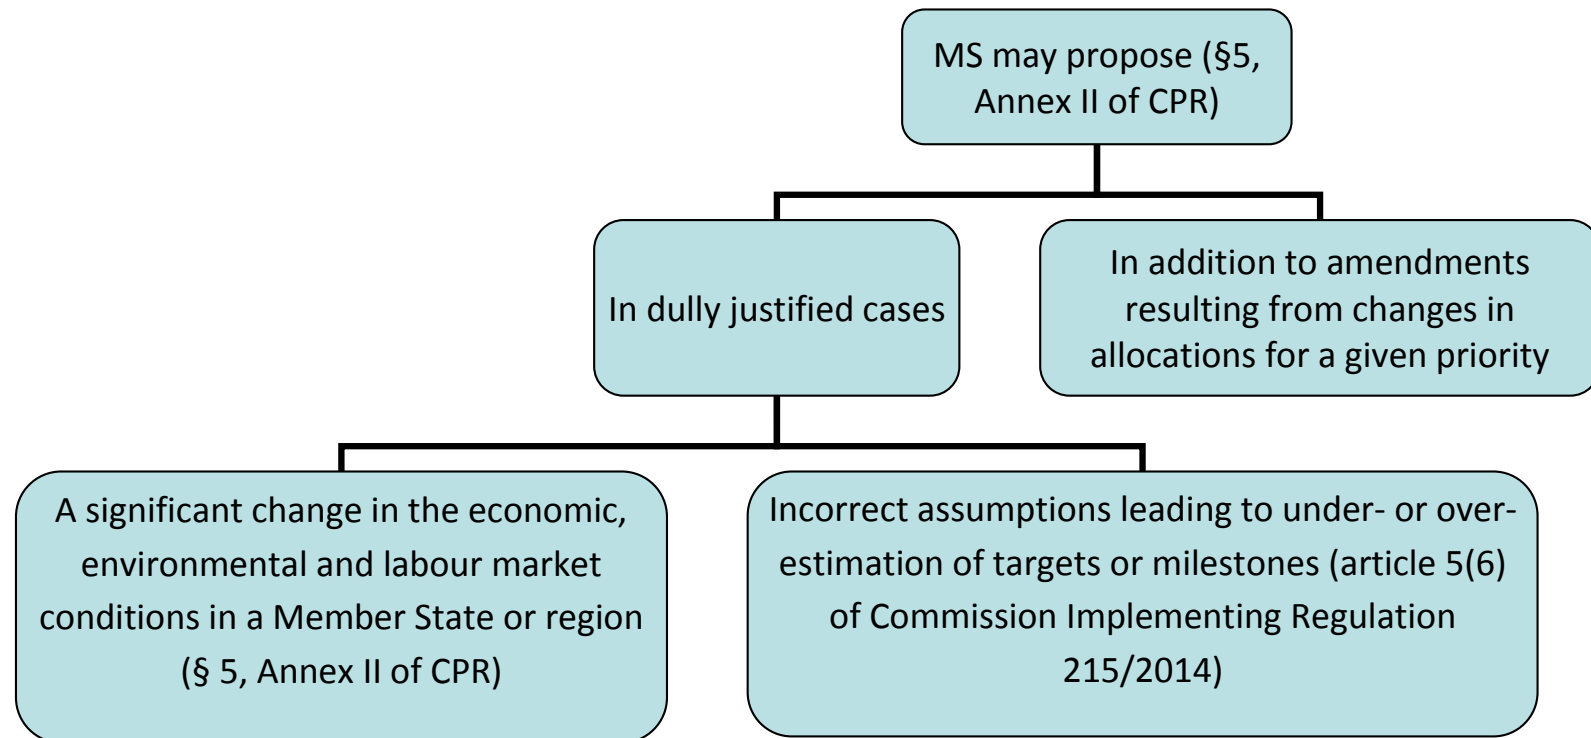 MS may propose (§5,
Annex II of CPR)
In dully justified cases
In addition to amendments
resulting from changes in
allocations for a given priority
A significant change in the economic,
environmental and labour market
conditions in a Member State or region
(§ 5, Annex II of CPR)
Incorrect assumptions leading to under- or over-
estimation of targets or milestones (article 5(6)
of Commission Implementing Regulation
215/2014)